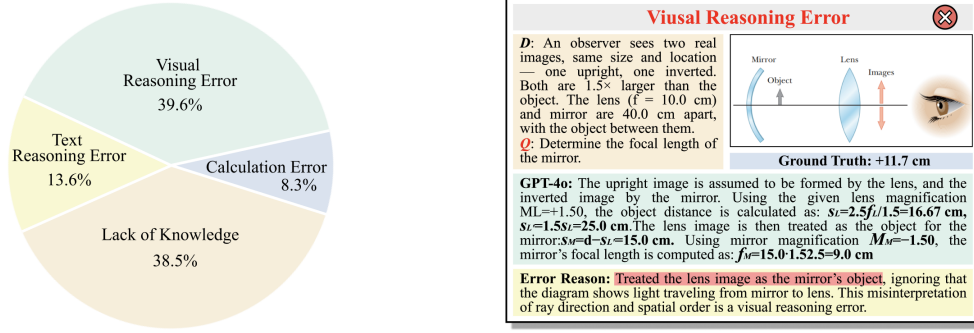 Visual
Reasoning Error
39.6%
Text
Reasoning Error
13.6%
Calculation Error
8.3%
Lack of Knowledge
38.5%
Viusal Reasoning Error
D: An observer sees two real
images, same size and location
— one upright, one inverted.
Both are 1.5× larger than the
object. The lens (f = 10.0 cm)
and mirror are 40.0 cm apart,
with the object between them.
Q: Determine the focal length of
the mirror.
Mirror
Object
Lens
Images
Ground Truth: +11.7 cm
GPT-4o: The upright image is assumed to be formed by the lens, and the
inverted image by the mirror. Using the given lens magnification
ML=+1.50, the object distance is calculated as: sL=2.5fL/1.5=16.67 cm,
sL=1.5sL=25.0 cm.The lens image is then treated as the object for the
mirror:sM=d−sL=15.0 cm. Using mirror magnification MM=−1.50, the
mirror's focal length is computed as: fM=15.0·1.52.5=9.0 cm
Error Reason: Treated the lens image as the mirror's object, ignoring that
the diagram shows light traveling from mirror to lens. This misinterpretation
of ray direction and spatial order is a visual reasoning error.